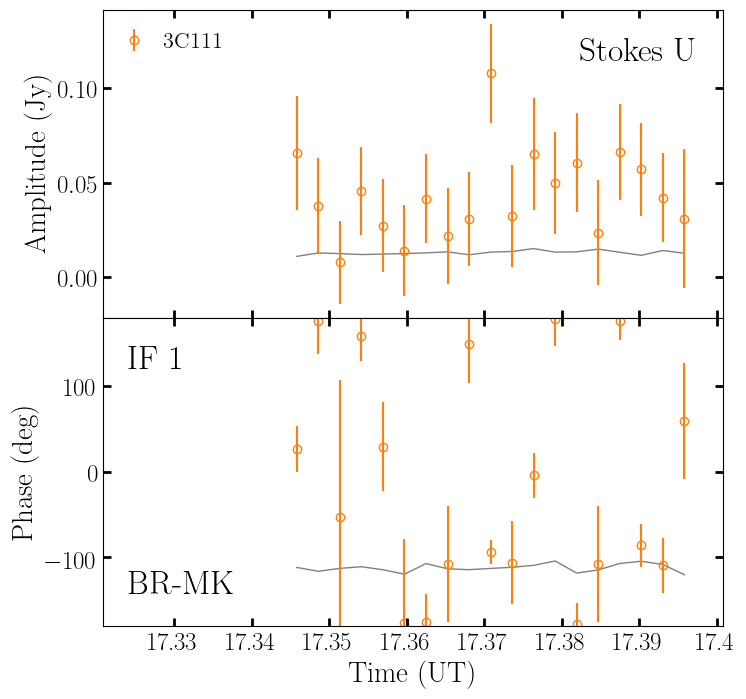 3C111
Stokes U
0.10
0.05
0.00
Amplitude (Jy)
IF 1
100
0
−100
Phase (deg)
BR-MK
17.33 17.34 17.35 17.36 17.37 17.38 17.39 17.4
Time (UT)